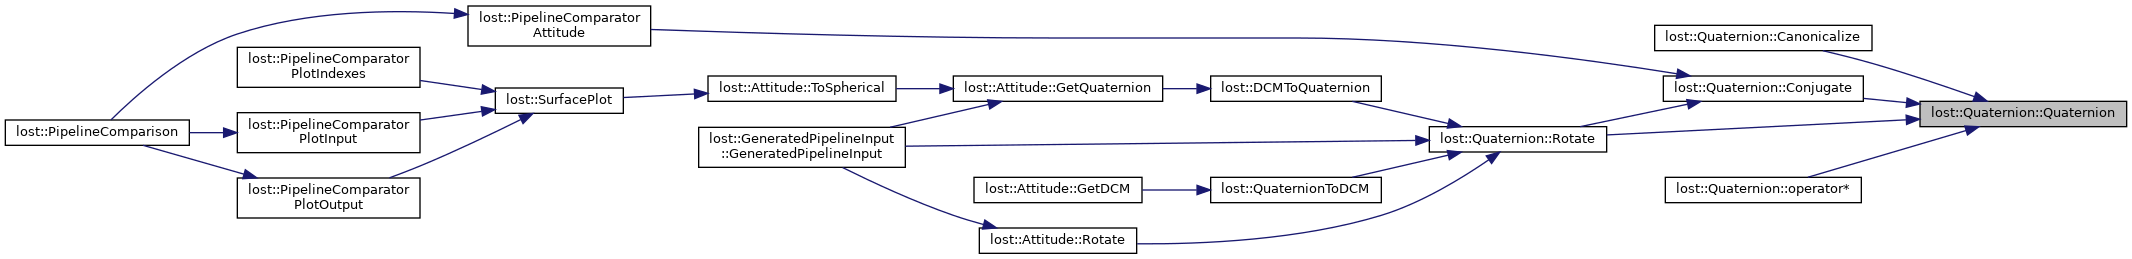 lost::PipelineComparator
Attitude
lost::Quaternion::Canonicalize
lost::PipelineComparator
PlotIndexes
lost::Attitude::ToSpherical
lost::Attitude::GetQuaternion
lost::DCMToQuaternion
lost::Quaternion::Conjugate
lost::SurfacePlot
lost::Quaternion::Quaternion
lost::PipelineComparison
lost::PipelineComparator
PlotInput
lost::GeneratedPipelineInput
::GeneratedPipelineInput
lost::Quaternion::Rotate
lost::PipelineComparator
PlotOutput
lost::Attitude::GetDCM
lost::QuaternionToDCM
lost::Quaternion::operator*
lost::Attitude::Rotate